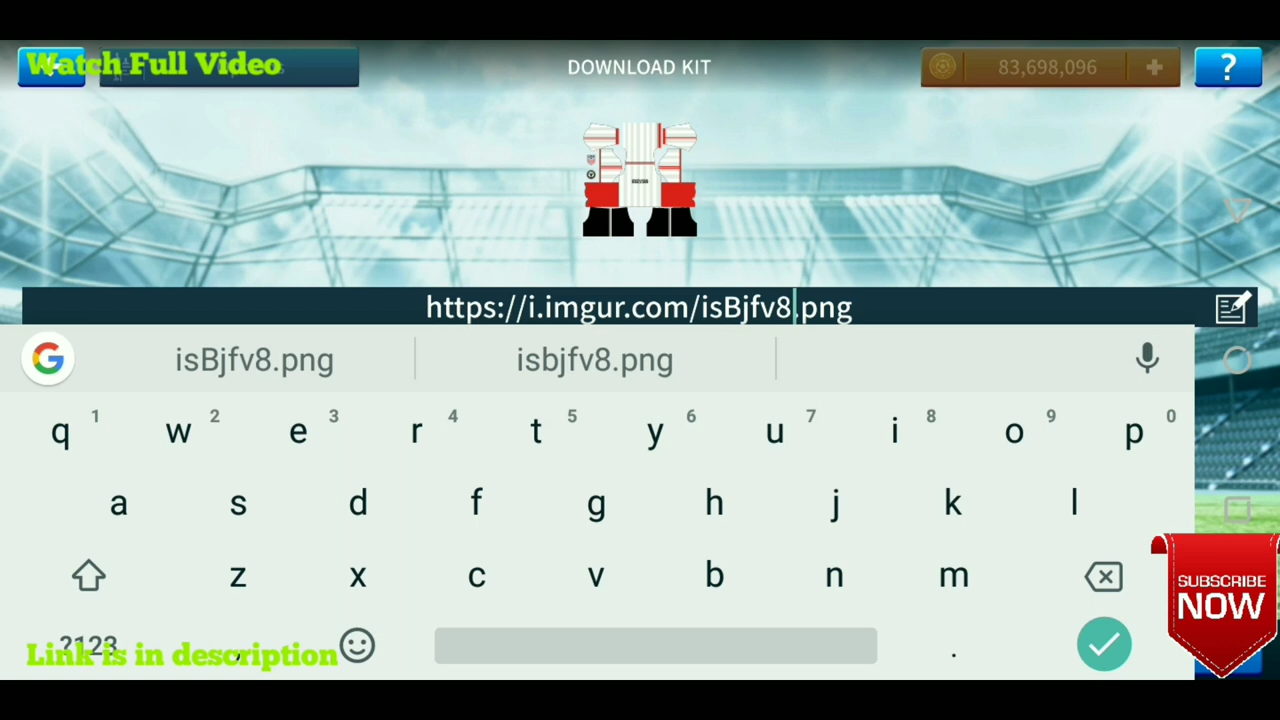 Watch Full Video
DOWNLOAD KIT
83,698,096
+
?
https://i.imgur.com/isBjfv8.png
G
isBjfv8.png
isbjfv8.png
q 1 w 2 e 3 r 4 t 5 y 6 u 7 i 8 o 9 p 0
a s d f g h j k l
z x c v b n m
?123 , .
Link is in description
SUBSCRIBE
NOW